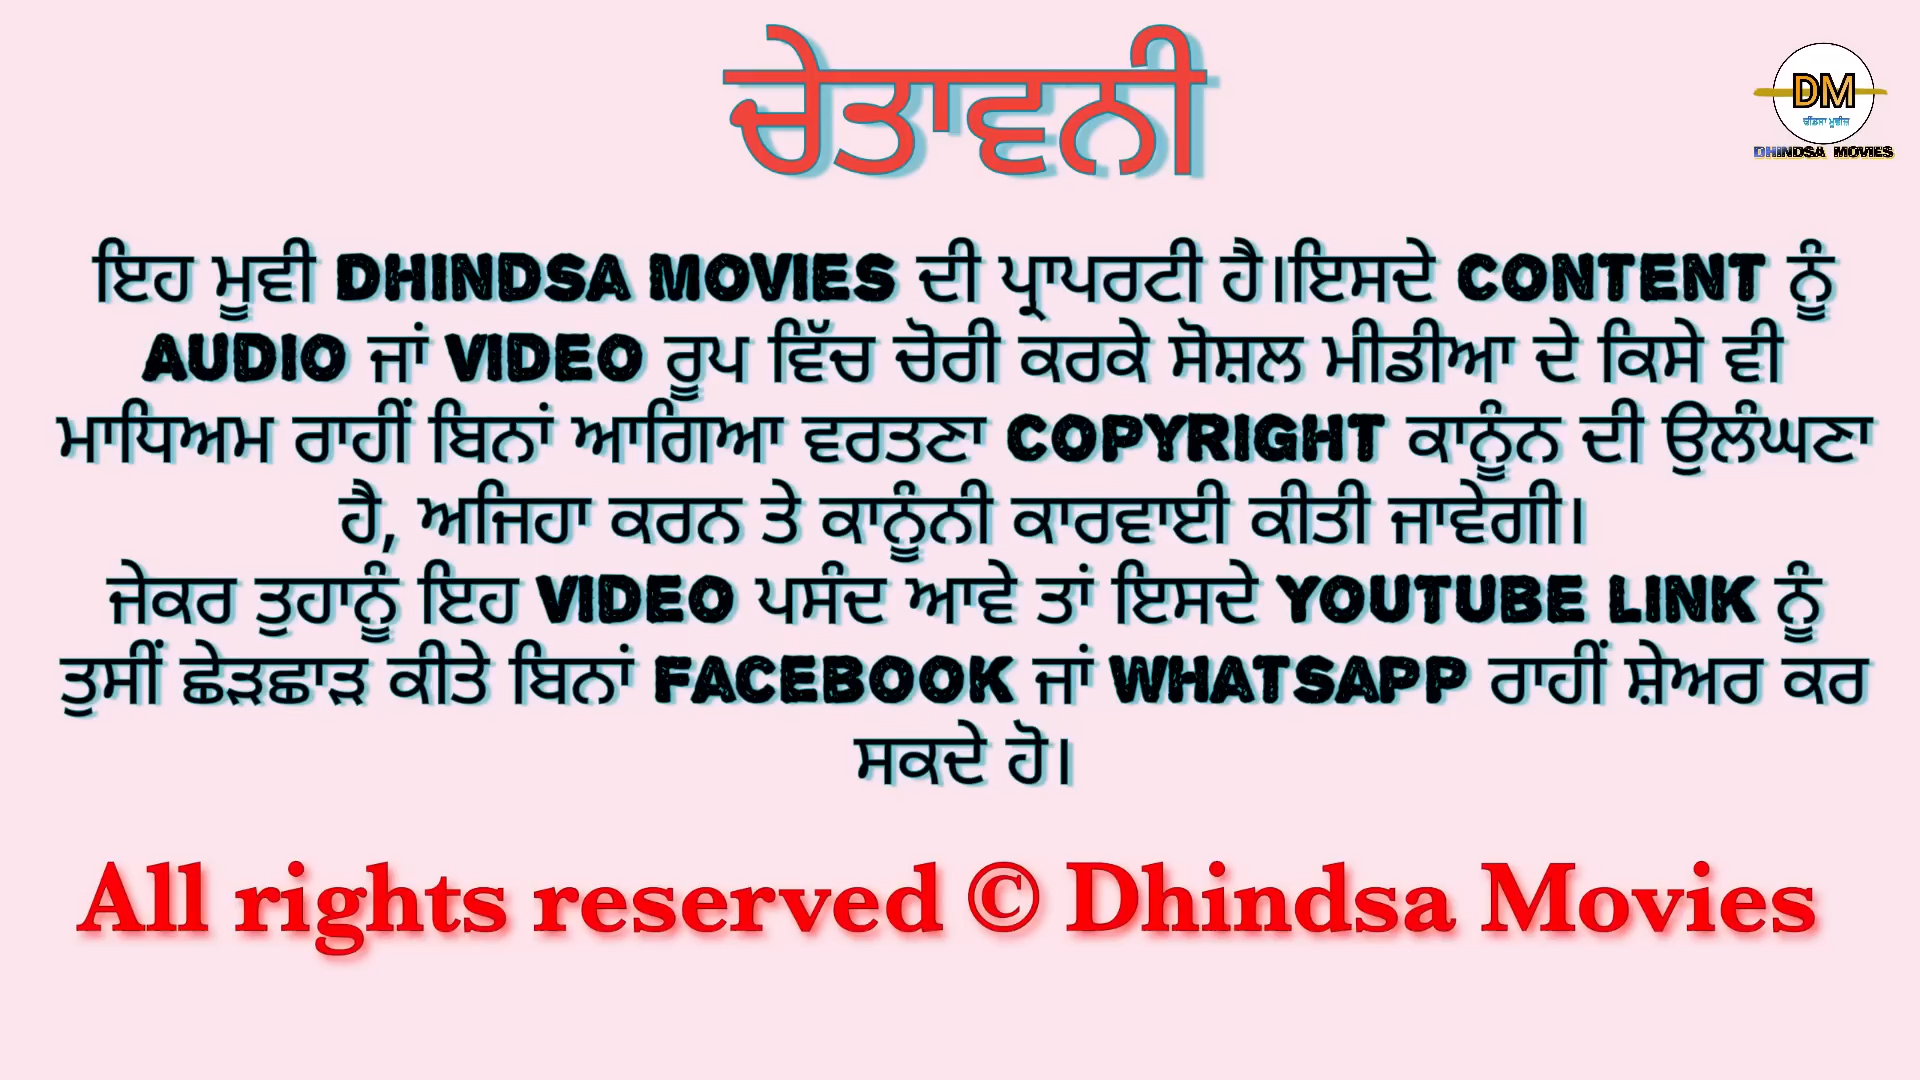 ਚੇਤਾਵਨੀ
DM
ਢੀਂਡਸਾ ਮੂਵੀਜ਼
DHINDSA MOVIES
ਇਹ ਮੂਵੀ DHINDSA MOVIES ਦੀ ਪ੍ਰਾਪਰਟੀ ਹੈ।ਇਸਦੇ CONTENT ਨੂੰ
AUDIO ਜਾਂ VIDEO ਰੂਪ ਵਿੱਚ ਚੋਰੀ ਕਰਕੇ ਸੋਸ਼ਲ ਮੀਡੀਆ ਦੇ ਕਿਸੇ ਵੀ
ਮਾਧਿਅਮ ਰਾਹੀਂ ਬਿਨਾਂ ਆਗਿਆ ਵਰਤਣਾ COPYRIGHT ਕਾਨੂੰਨ ਦੀ ਉਲੰਘਣਾ
ਹੈ, ਅਜਿਹਾ ਕਰਨ ਤੇ ਕਾਨੂੰਨੀ ਕਾਰਵਾਈ ਕੀਤੀ ਜਾਵੇਗੀ।
ਜੇਕਰ ਤੁਹਾਨੂੰ ਇਹ VIDEO ਪਸੰਦ ਆਵੇ ਤਾਂ ਇਸਦੇ YOUTUBE LINK ਨੂੰ
ਤੁਸੀਂ ਛੇੜਛਾੜ ਕੀਤੇ ਬਿਨਾਂ FACEBOOK ਜਾਂ WHATSAPP ਰਾਹੀਂ ਸ਼ੇਅਰ ਕਰ
ਸਕਦੇ ਹੋ।
All rights reserved © Dhindsa Movies